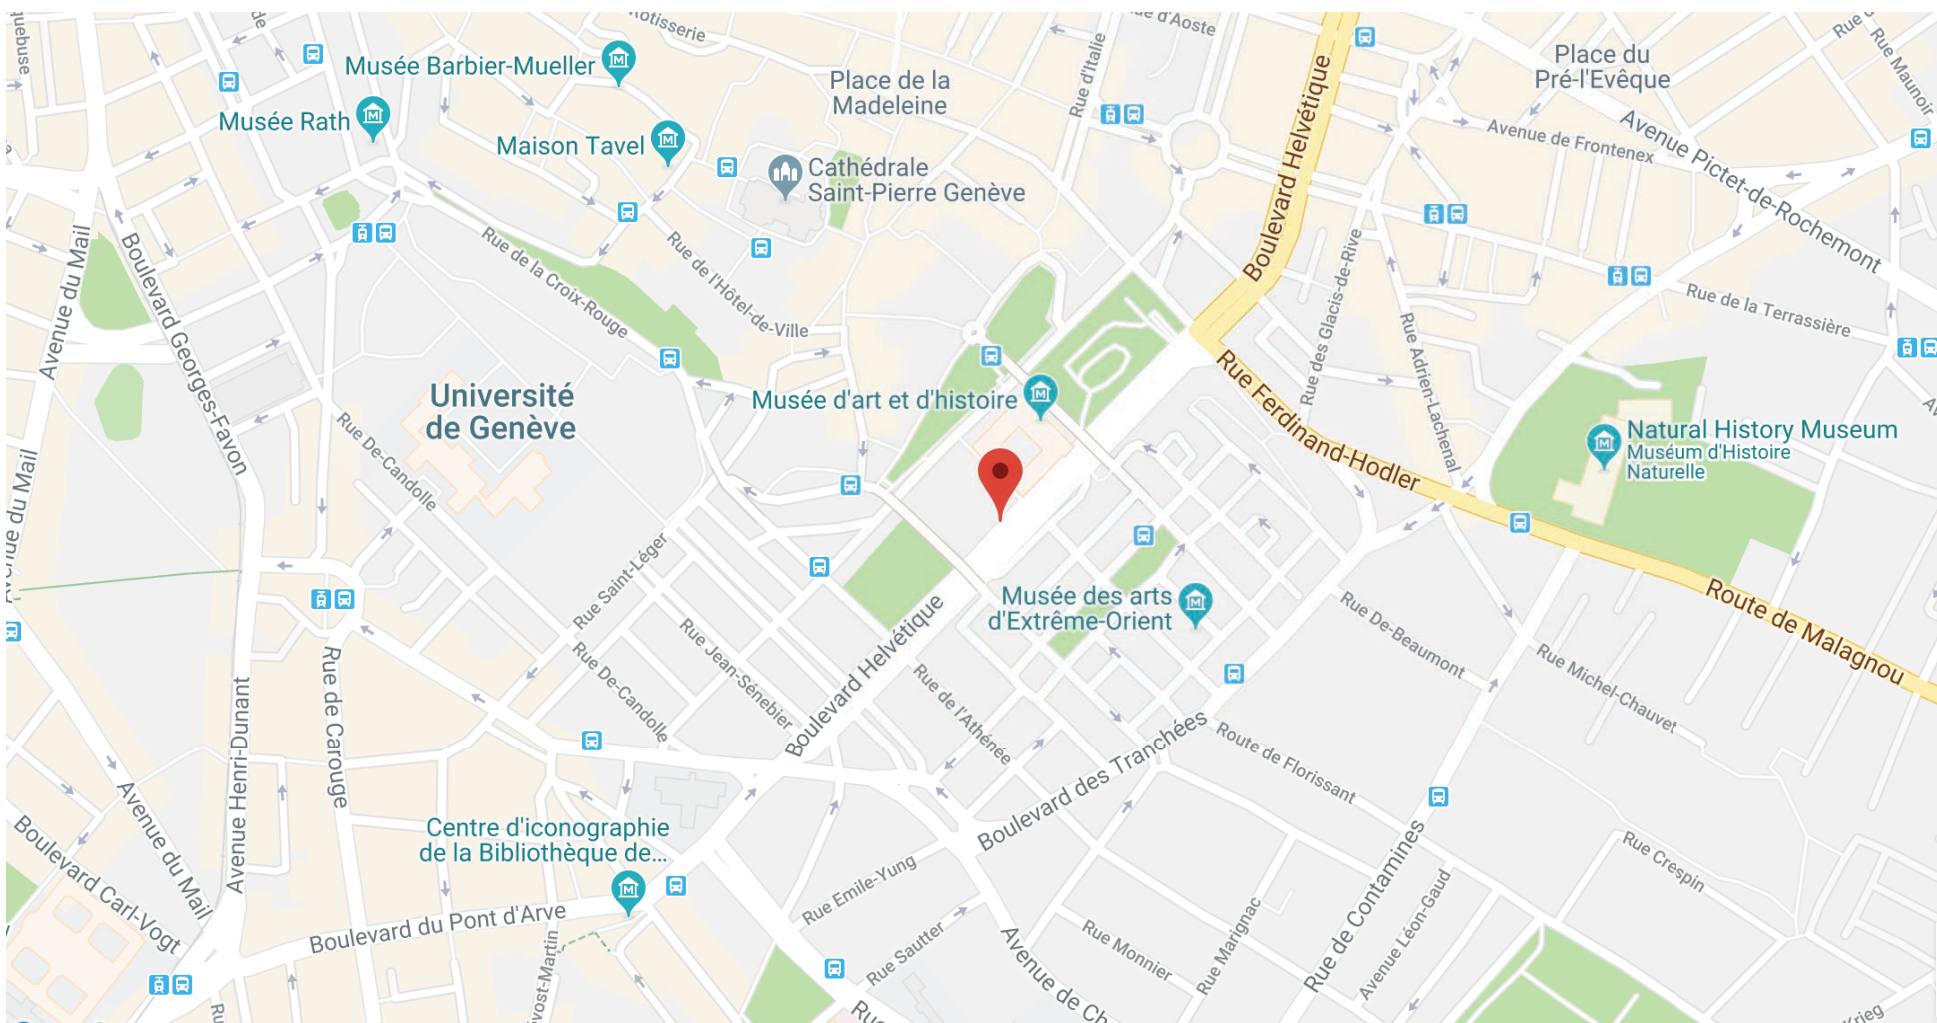 Rôtisserie
Rue d'Italie
Musée Barbier-Mueller
Place de la
Madeleine
Place du
Pré-l'Evêque
Rue Maunoir
Musée Rath
Maison Tavel
Boulevard Helvétique
Avenue de Frontenex
Avenue Pictet-de-Rochemont
Cathédrale
Saint-Pierre Genève
Avenue du Mail
Boulevard Georges-Favon
Rue de la Croix-Rouge
Rue de l'Hôtel-de-Ville
Rue des Glacis-de-Rive
Rue Adrien-Lachenal
Rue de la Terrassière
Université
de Genève
Musée d'art et d'histoire
Rue Ferdinand-Hodler
Natural History Museum
Muséum d'Histoire
Naturelle
Rue De-Candolle
Rue Saint-Léger
Musée des arts
d'Extrême-Orient
Rue De-Beaumont
Route de Malagnou
Rue Michel-Chauvet
Rue De-Candolle
Rue Jean-Sénebier
Boulevard Helvétique
Rue de l'Athénée
Rue de Carouge
Avenue Henri-Dunant
Boulevard des Tranchées
Route de Florissant
Avenue du Mail
Boulevard Carl-Vogt
Centre d'iconographie
de la Bibliothèque de...
Boulevard du Pont d'Arve
Rue Emile-Yung
Rue Sautter
Rue Monnier
Rue Marignac
Rue de Contamines
Avenue Léon-Gaud
Rue Crespin
Avenue de Ch
Rue
Krieg